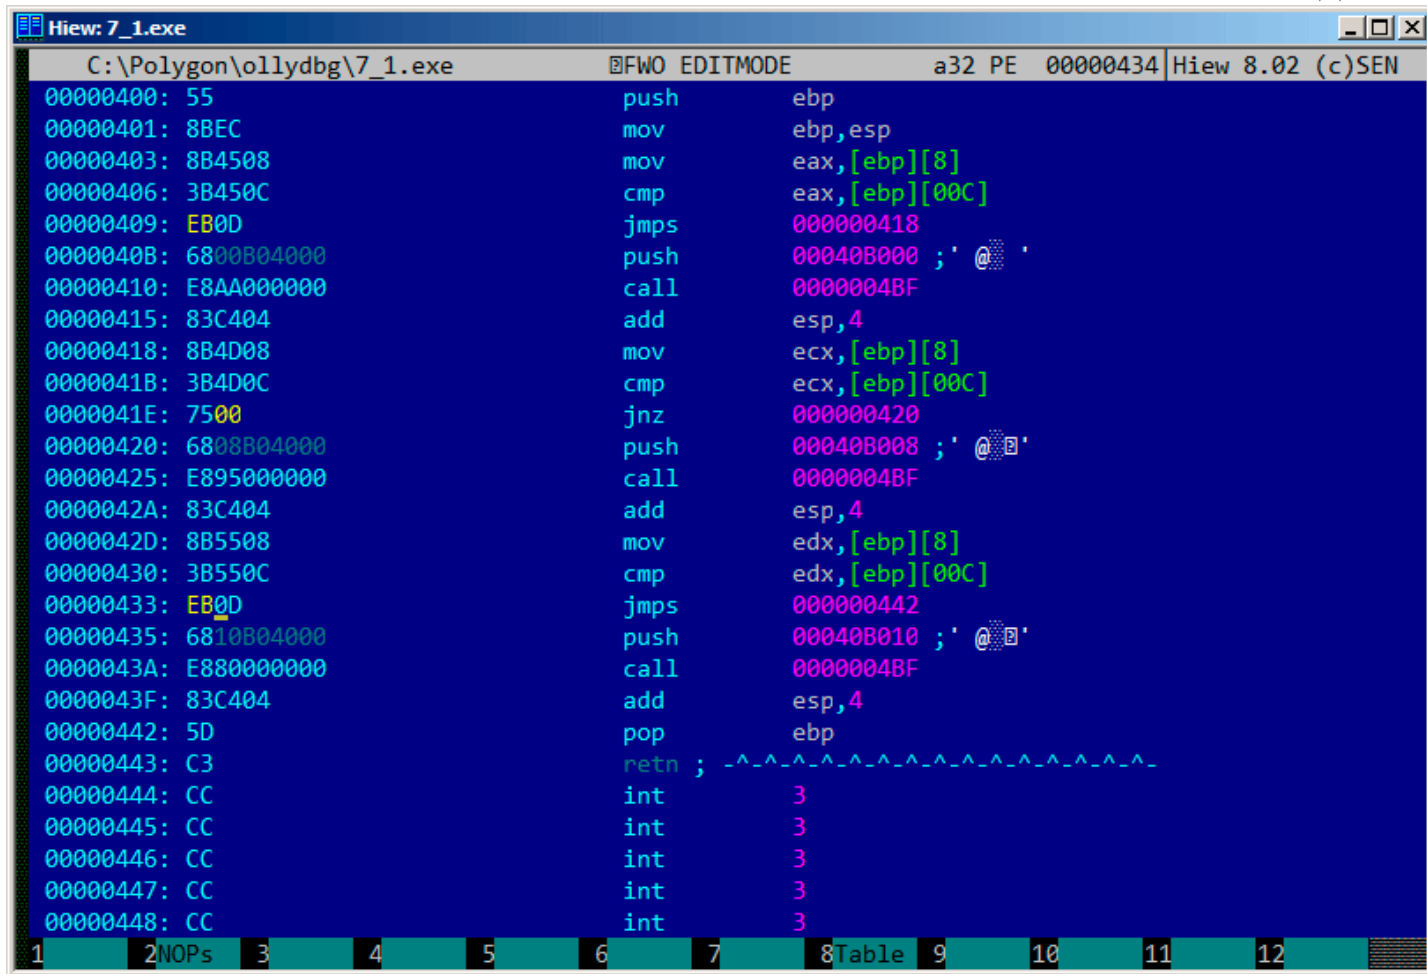 Hiew: 7_1.exe
C:\Polygon\ollydbg\7_1.exe FWO EDITMODE a32 PE 00000434 Hiew 8.02 (c)SEN
00000400: 55 push ebp
00000401: 8BEC mov ebp,esp
00000403: 8B4508 mov eax,[ebp][8]
00000406: 3B450C cmp eax,[ebp][00C]
00000409: EB0D jmps 000000418
0000040B: 6800B04000 push 00040B000 ;' @░ '
00000410: E8AA000000 call 0000004BF
00000415: 83C404 add esp,4
00000418: 8B4D08 mov ecx,[ebp][8]
0000041B: 3B4D0C cmp ecx,[ebp][00C]
0000041E: 7500 jnz 000000420
00000420: 6808B04000 push 00040B008 ;' @░'
00000425: E895000000 call 0000004BF
0000042A: 83C404 add esp,4
0000042D: 8B5508 mov edx,[ebp][8]
00000430: 3B550C cmp edx,[ebp][00C]
00000433: EB0D jmps 000000442
00000435: 6810B04000 push 00040B010 ;' @░'
0000043A: E880000000 call 0000004BF
0000043F: 83C404 add esp,4
00000442: 5D pop ebp
00000443: C3 retn ; -^-^-^-^-^-^-^-^-^-^-^-^-^-^-^-
00000444: CC int 3
00000445: CC int 3
00000446: CC int 3
00000447: CC int 3
00000448: CC int 3
1 2NOPs 3 4 5 6 7 8Table 9 10 11 12